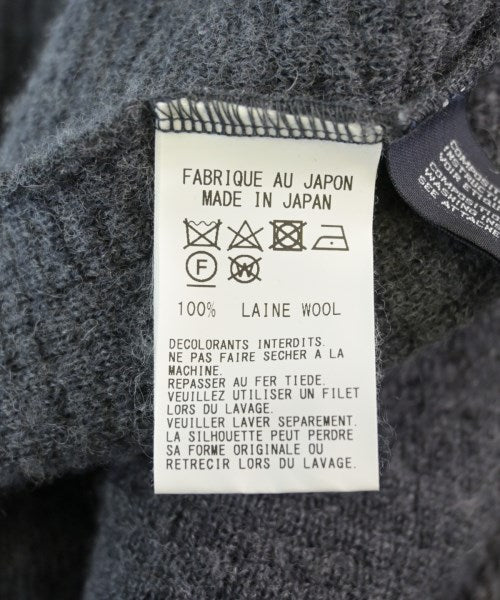 FABRIQUE AU JAPON
MADE IN JAPAN
F W
100% LAINE WOOL
DECOLORANTS INTERDITS.
NE PAS FAIRE SECHER A LA
MACHINE.
REPASSER AU FER TIEDE.
VEUILLEZ UTILISER UN FILET
LORS DU LAVAGE.
VEUILLER LAVER SEPAREMENT.
LA SILHOUETTE PEUT PERDRE
SA FORME ORIGINALE OU
RETRECIR LORS DU LAVAGE.